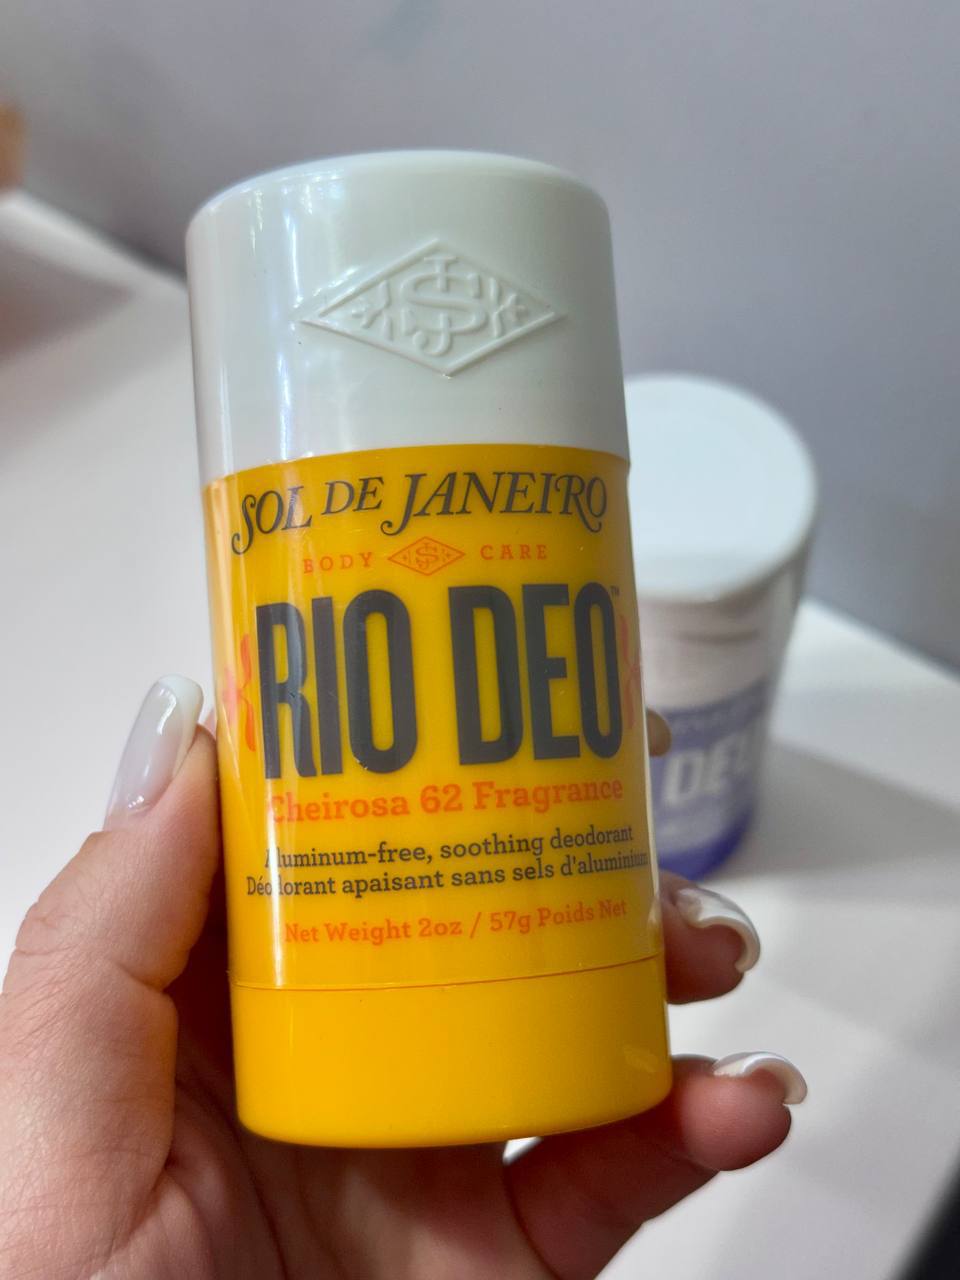 SOL DE JANEIRO
BODY SJ CARE
RIO DEO™
Cheirosa 62 Fragrance
Aluminum-free, soothing deodorant
Déodorant apaisant sans sels d'aluminium
Net Weight 2oz / 57g Poids Net